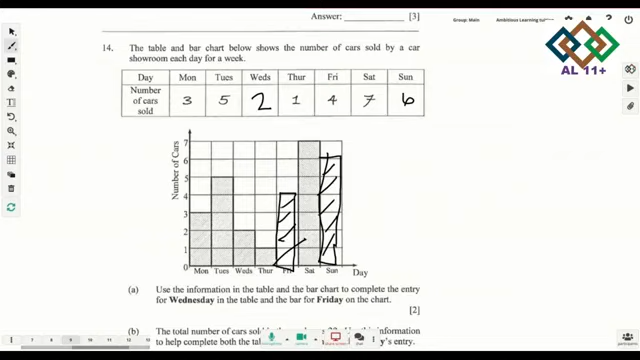 Answer: __________ [3]
Group: Main
Ambitious Learning
AL 11+
14. The table and bar chart below shows the number of cars sold by a car
showroom each day for a week.
Day Mon Tues Weds Thur Fri Sat Sun
Number of cars sold 3 5 2 1 4 7 6
Number of Cars
7
6
5
4
3
2
1
0
Mon Tues Weds Thur Sat Sun Day
(a) Use the information in the table and the bar chart to complete the entry
for Wednesday in the table and the bar for Friday on the chart.
[2]
(b) The total number of cars information
to help complete both the entry.